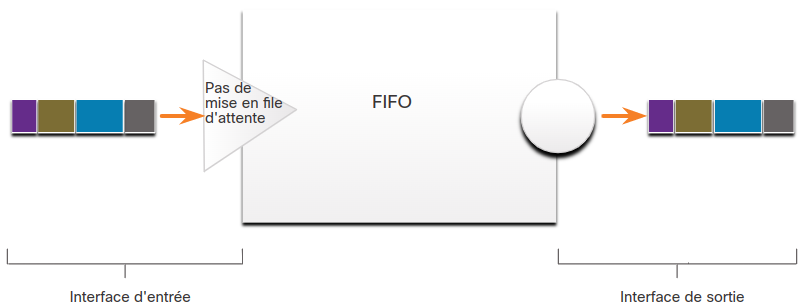 Pas de
mise en file
d'attente
FIFO
Interface d'entrée
Interface de sortie